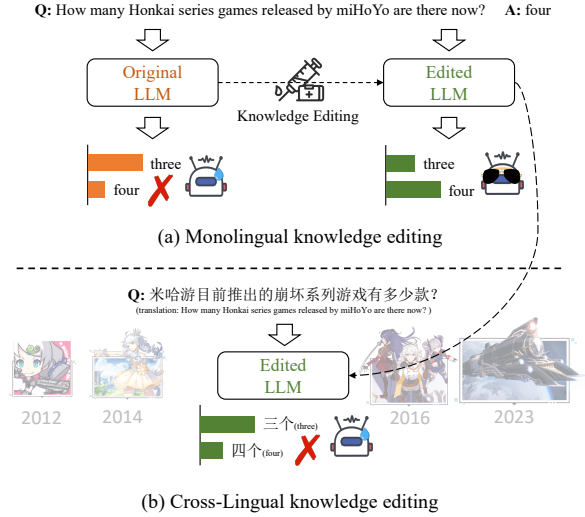 Q: How many Honkai series games released by miHoYo are there now? A: four
Original
LLM
Knowledge Editing
Edited
LLM
three
four
three
four
(a) Monolingual knowledge editing
Q: 米哈游目前推出的崩坏系列游戏有多少款?
(translation: How many Honkai series games released by miHoYo are there now? )
Edited
LLM
2012
2014
2016
2023
三个(three)
四个(four)
(b) Cross-Lingual knowledge editing